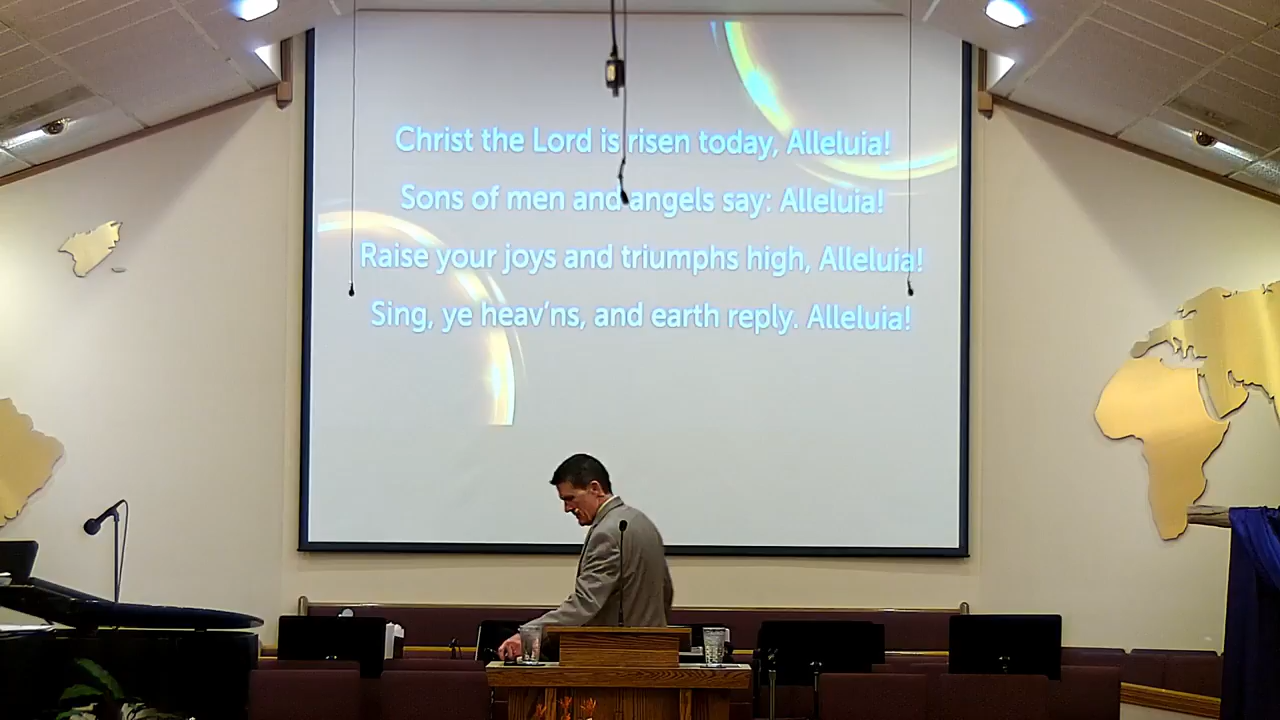 Christ the Lord is risen today, Alleluia!
Sons of men and angels say: Alleluia!
Raise your joys and triumphs high, Alleluia!
Sing, ye heav'ns, and earth reply. Alleluia!